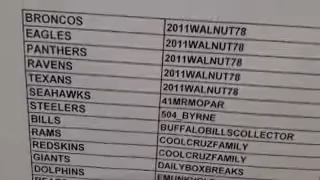 BRONCOS 2011WALNUT78
EAGLES 2011WALNUT78
PANTHERS 2011WALNUT78
RAVENS 2011WALNUT78
TEXANS 2011WALNUT78
SEAHAWKS 41MRMOPAR
STEELERS 504_BYRNE
BILLS BUFFALOBILLSCOLLECTOR
RAMS COOLCRUZFAMILY
REDSKINS COOLCRUZFAMILY
GIANTS DAILYBOXBREAKS
DOLPHINS